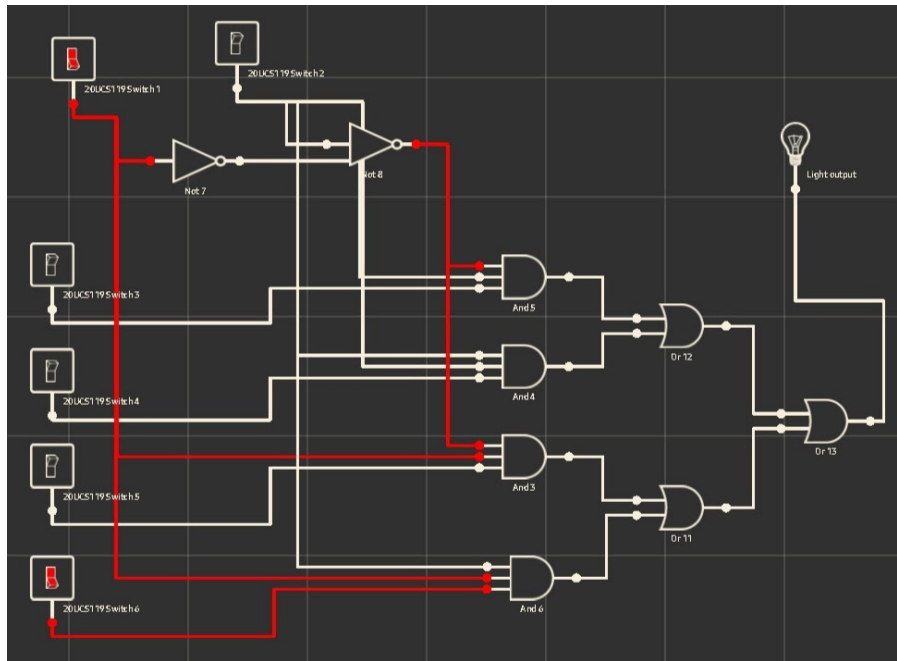 20UCS119 Switch 1
20UCS119 Switch 2
Not 7
Not 8
Light output
20UCS119 Switch 3
And 5
Or 12
20UCS119 Switch 4
And 4
Or 13
20UCS119 Switch 5
And 3
Or 11
20UCS119 Switch 6
And 6